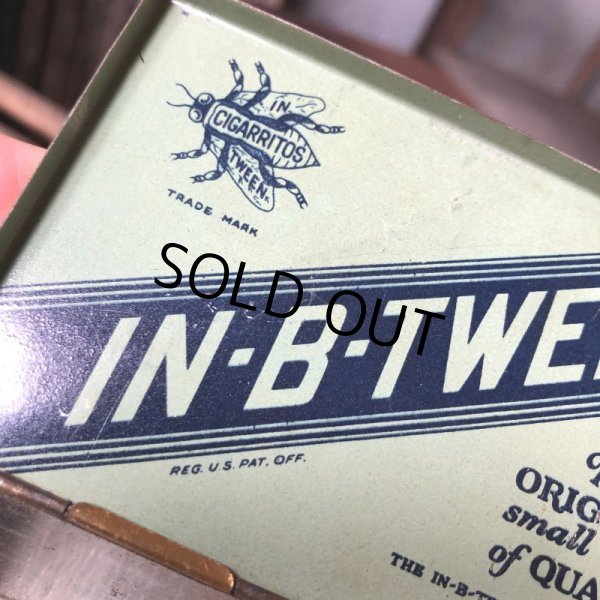 IN
CIGARRITOS
TWEEN.
TRADE MARK
SOLD OUT
IN-B-TWE
REG. U.S. PAT. OFF.
ORIG
small
of QUA
THE IN-B-